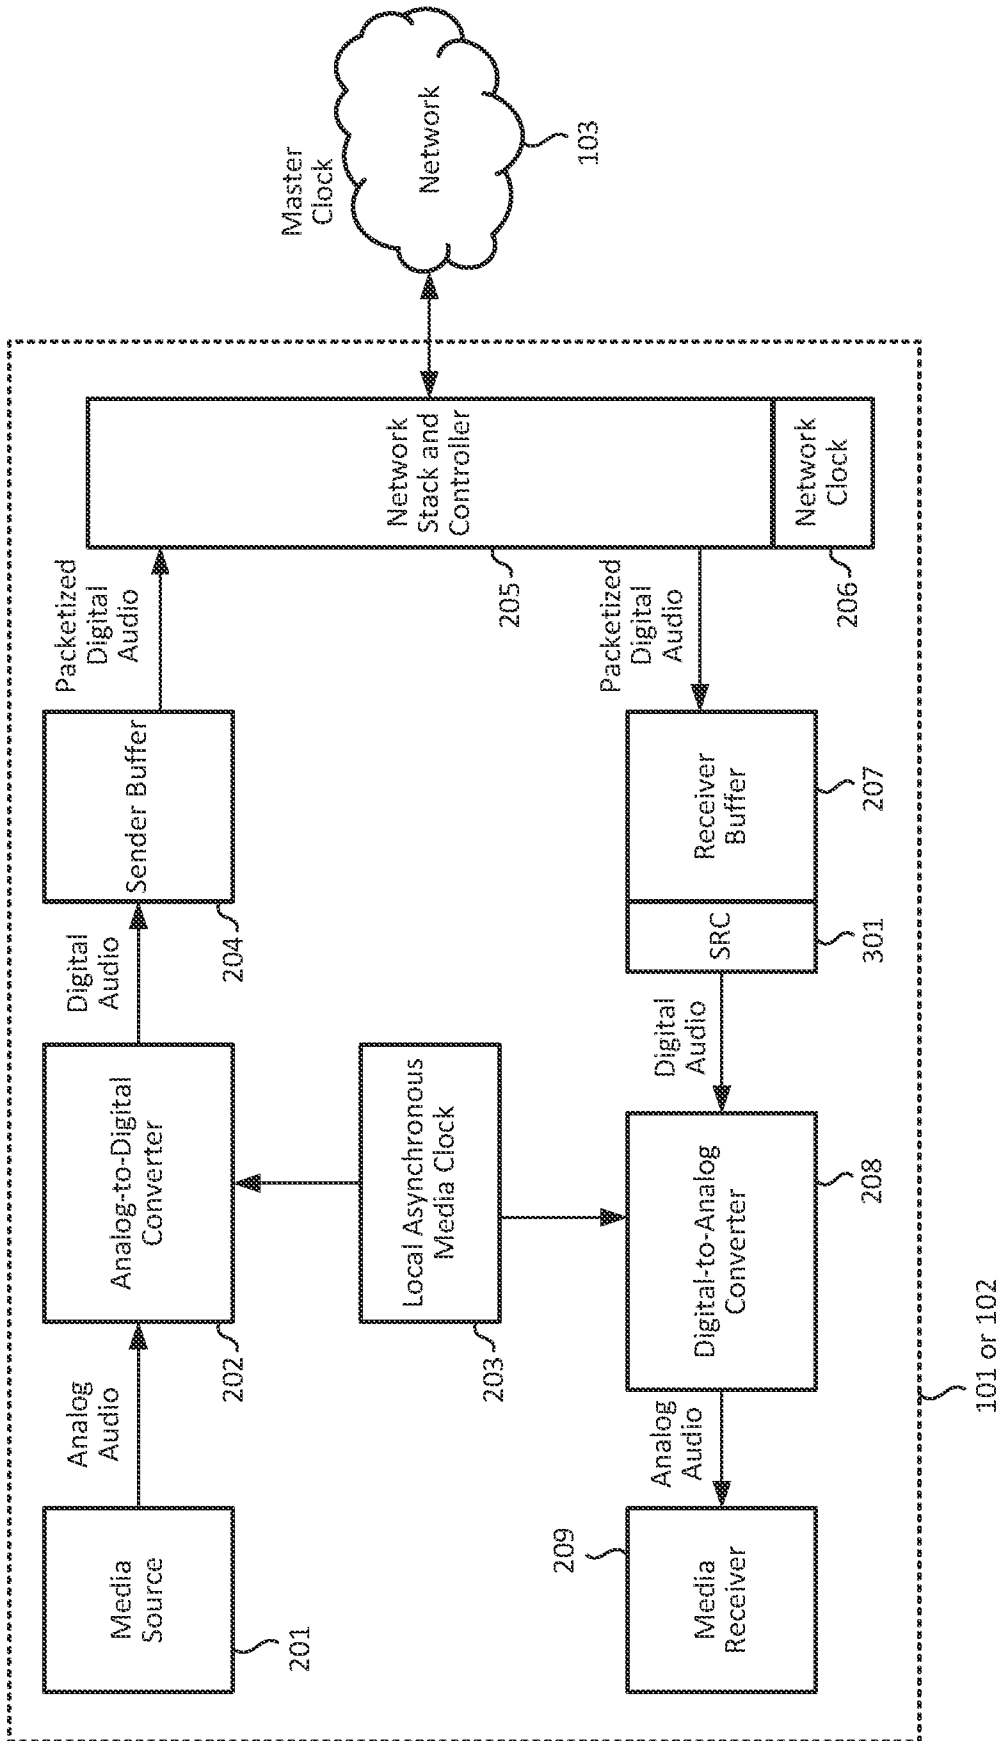 Media
Source
201
Analog
Audio
Analog-to-Digital
Converter
202
Digital
Audio
Sender Buffer
204
Packetized
Digital
Audio
Local Asynchronous
Media Clock
203
Network
Stack and
Controller
205
Network
Clock
206
Master
Clock
Network
103
Media
Receiver
209
Analog
Audio
Digital-to-Analog
Converter
208
Digital
Audio
SRC
301
Receiver
Buffer
207
Packetized
Digital
Audio
101 or 102